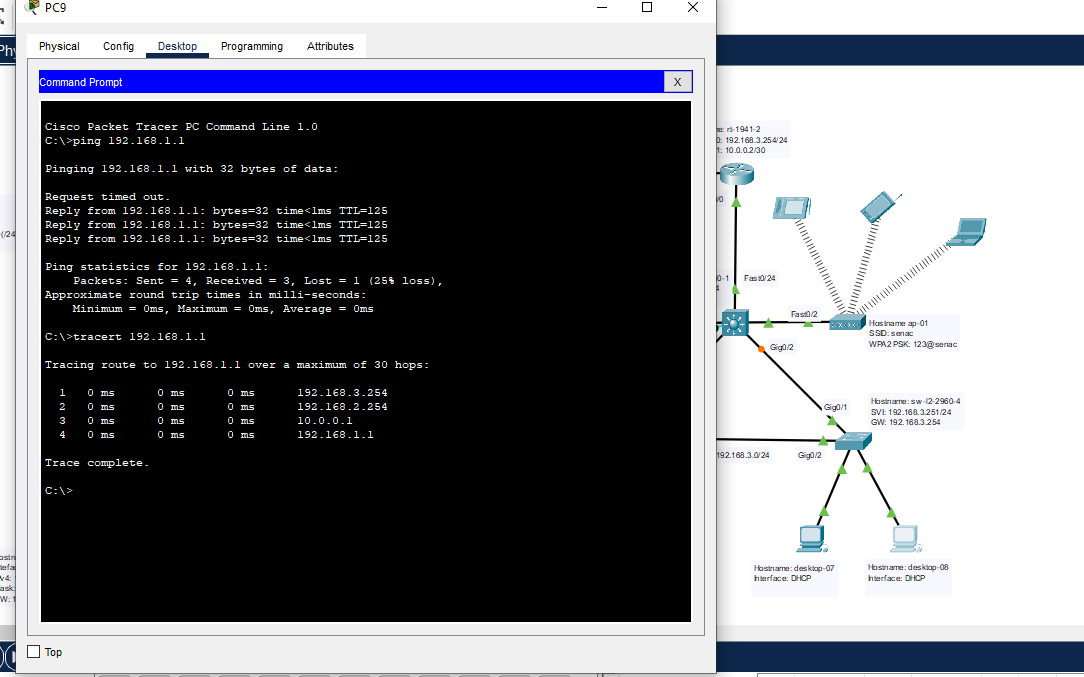 PC9
Physical
Config
Desktop
Programming
Attributes
Command Prompt
X
Cisco Packet Tracer PC Command Line 1.0
C:\>ping 192.168.1.1
Pinging 192.168.1.1 with 32 bytes of data:
Request timed out.
Reply from 192.168.1.1: bytes=32 time<1ms TTL=125
Reply from 192.168.1.1: bytes=32 time<1ms TTL=125
Reply from 192.168.1.1: bytes=32 time<1ms TTL=125
Ping statistics for 192.168.1.1:
Packets: Sent = 4, Received = 3, Lost = 1 (25% loss),
Approximate round trip times in milli-seconds:
Minimum = 0ms, Maximum = 0ms, Average = 0ms
C:\>tracert 192.168.1.1
Tracing route to 192.168.1.1 over a maximum of 30 hops:
1 0 ms 0 ms 0 ms 192.168.3.254
2 0 ms 0 ms 0 ms 192.168.2.254
3 0 ms 0 ms 0 ms 10.0.0.1
4 0 ms 0 ms 0 ms 192.168.1.1
Trace complete.
C:\>
Top
rt-1941-2
192.168.3.254/24
10.0.0.2/30
Fast0/24
Fast0/2
Hostname ap-01
SSID: senac
WPA2 PSK: 123@senac
Gig0/2
Gig0/1
Hostname: sw-l2-2960-4
SVI: 192.168.3.251/24
GW: 192.168.3.254
192.168.3.0/24
Gig0/2
Hostname: desktop-07
Interface: DHCP
Hostname: desktop-08
Interface: DHCP